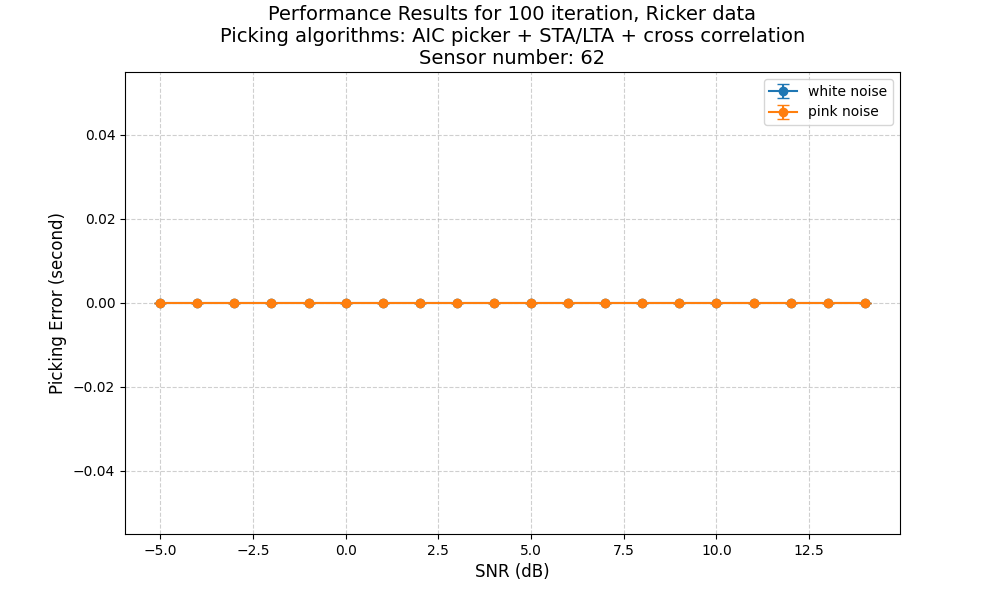 Performance Results for 100 iteration, Ricker data
Picking algorithms: AIC picker + STA/LTA + cross correlation
Sensor number: 62
white noise
pink noise
Picking Error (second)
0.04
0.02
0.00
−0.02
−0.04
−5.0 −2.5 0.0 2.5 5.0 7.5 10.0 12.5
SNR (dB)